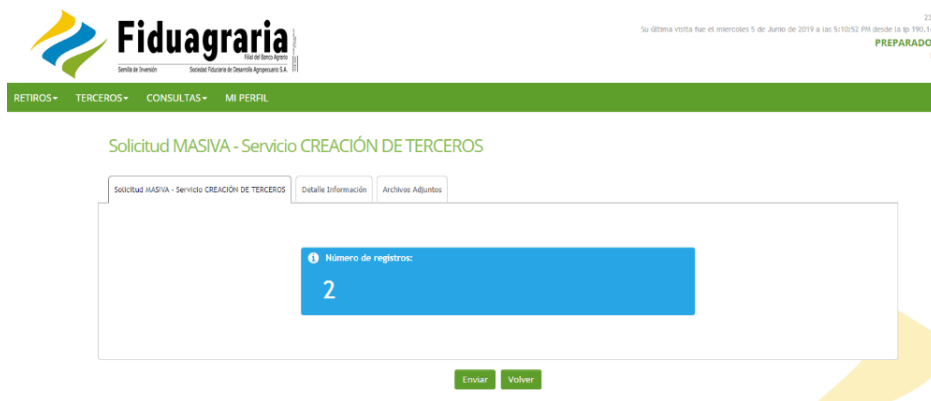 Fiduagraria
Filial del Banco Agrario
Semilla de Inversión Sociedad Fiduciaria de Desarrollo Agropecuario S.A.
Su última visita fue el miercoles 5 de Junio de 2019 a las 5:10:52 PM desde la ip 190.1
PREPARADO
RETIROS TERCEROS CONSULTAS MI PERFIL
Solicitud MASIVA - Servicio CREACIÓN DE TERCEROS
Solicitud MASIVA - Servicio CREACIÓN DE TERCEROS Detalle Información Archivos Adjuntos
Número de registros:
2
Enviar Volver